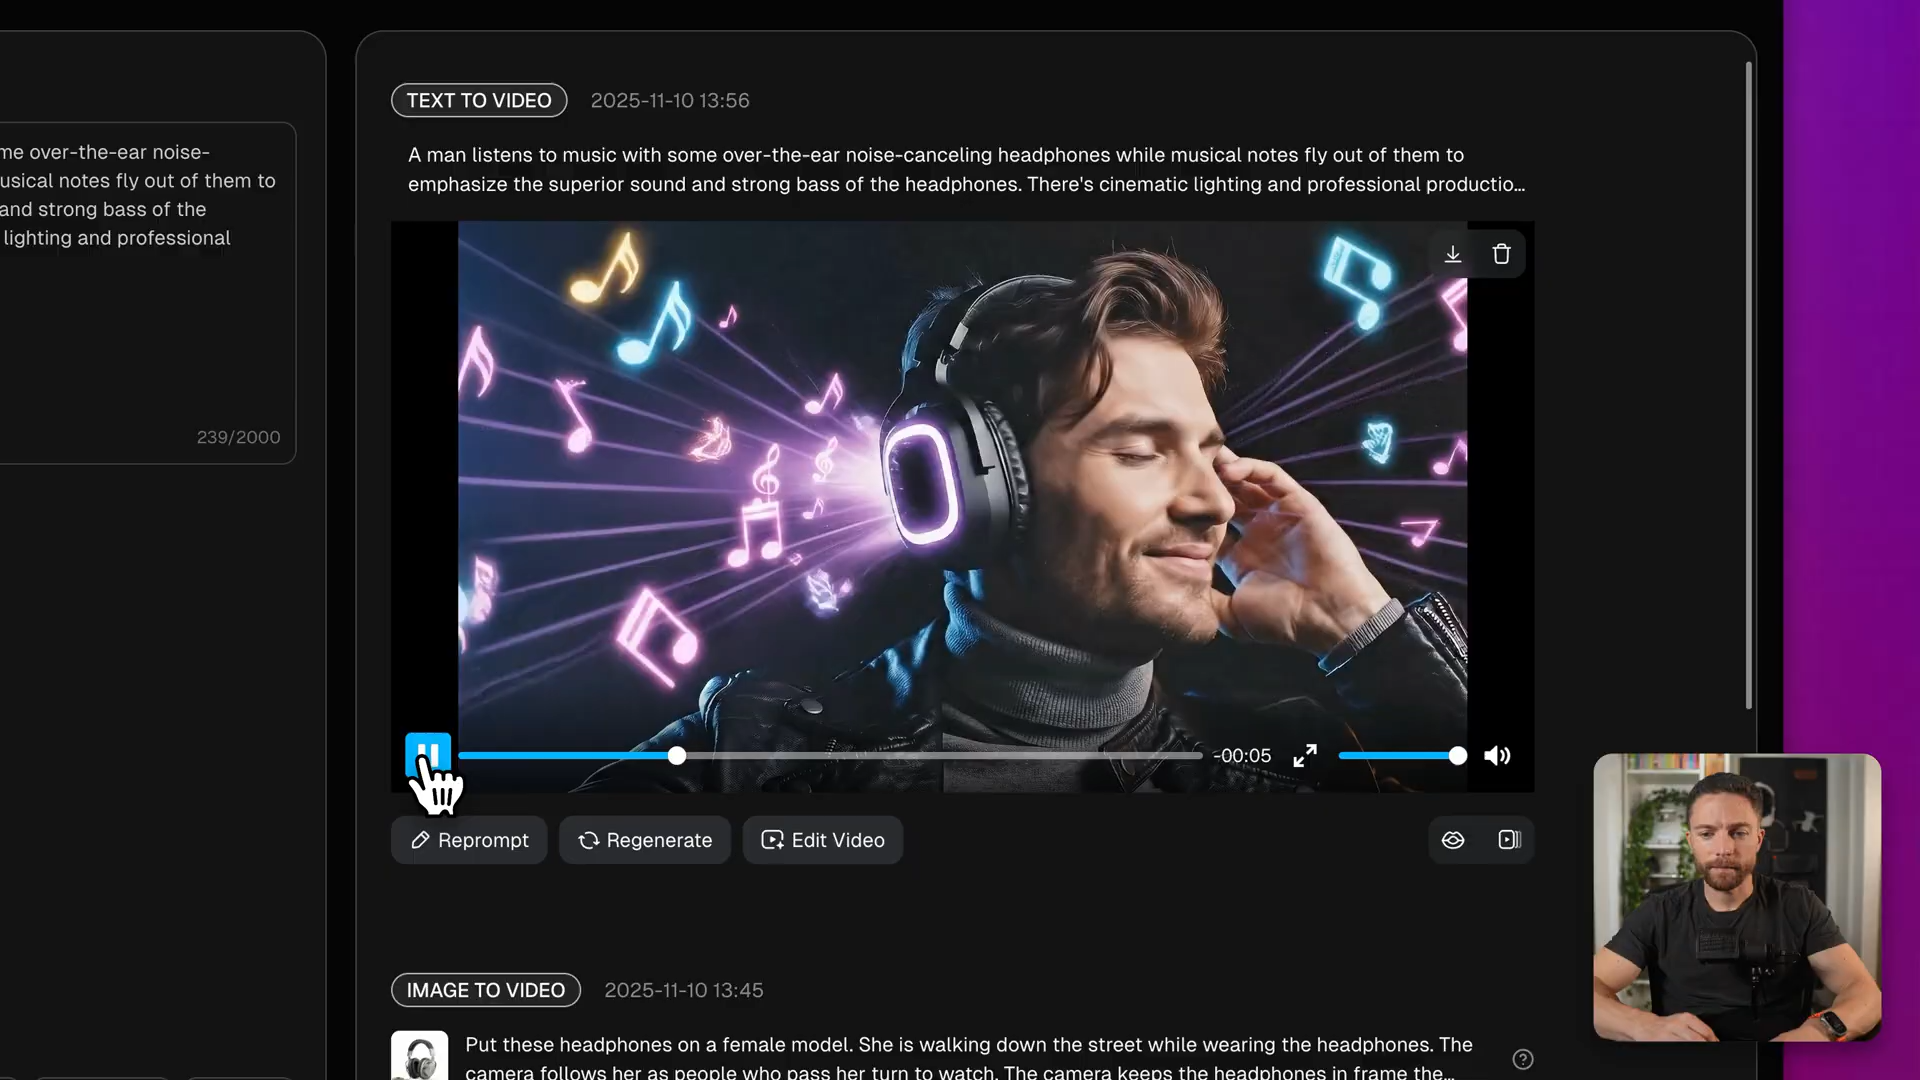 me over-the-ear noise-
usical notes fly out of them to
and strong bass of the
lighting and professional
239/2000
TEXT TO VIDEO 2025-11-10 13:56
A man listens to music with some over-the-ear noise-canceling headphones while musical notes fly out of them to
emphasize the superior sound and strong bass of the headphones. There's cinematic lighting and professional productio...
-00:05
Reprompt Regenerate Edit Video
IMAGE TO VIDEO 2025-11-10 13:45
Put these headphones on a female model. She is walking down the street while wearing the headphones. The
camera follows her as people who pass her turn to watch. The camera keeps the headphones in frame the...